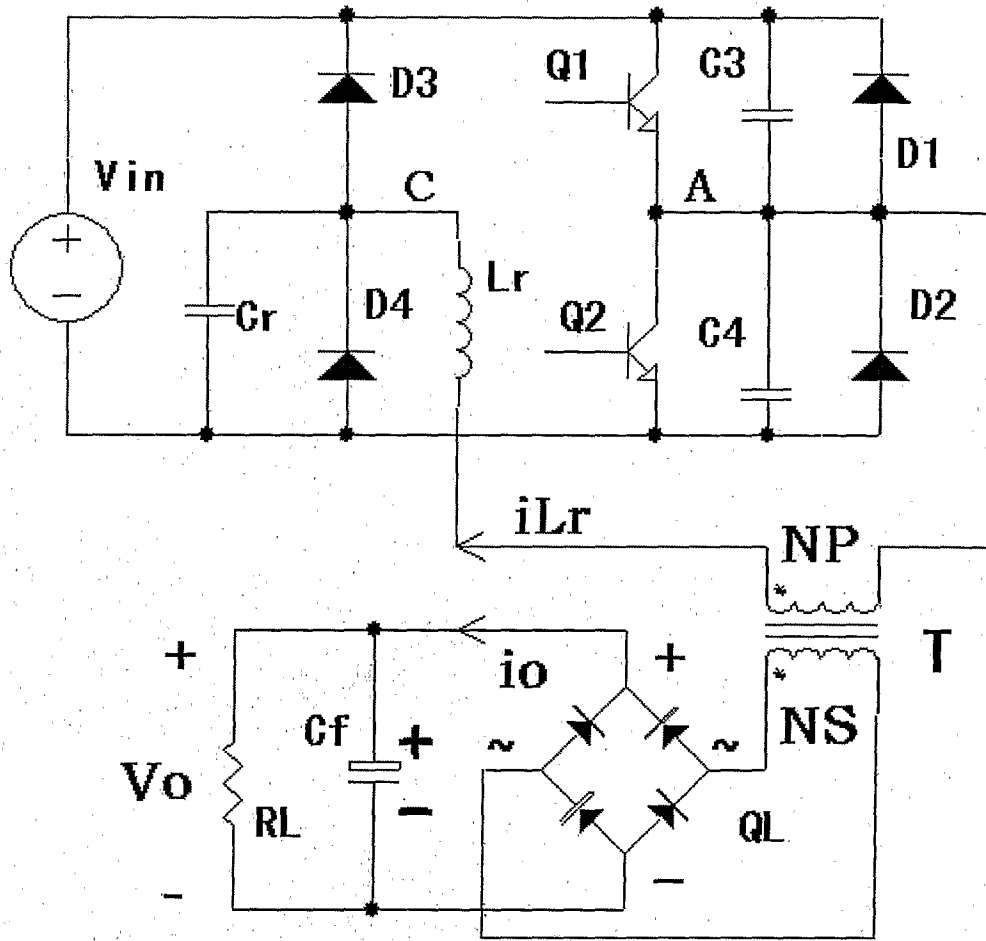 Q1
C3
D3
D1
Vin
C
A
+
−
Lr
Cr
D4
Q2
C4
D2
iLr
NP
*
T
+
io
+
*
NS
Cf
+
~
~
Vo
−
RL
QL
-
−